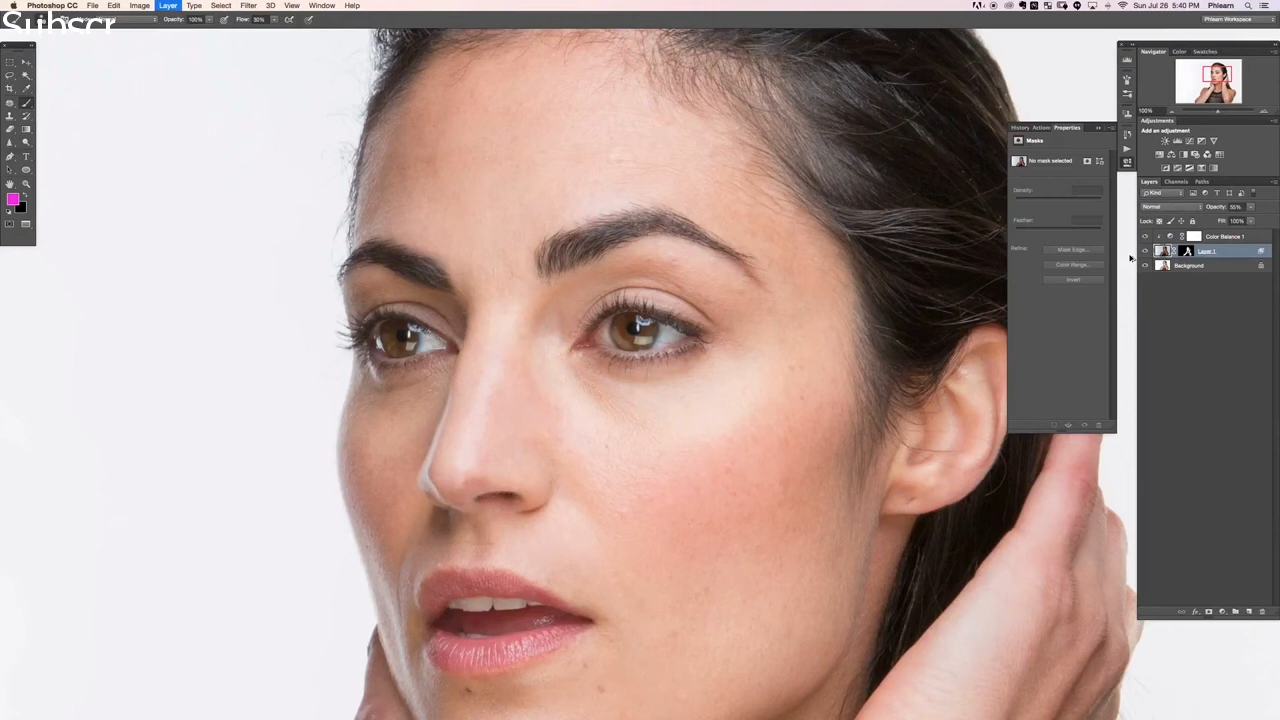 Photoshop CC File Edit Image Layer Type Select Filter 3D View Window Help
Sun Jul 26 5:40 PM Phlearn
Subscr
Opacity: 100% Flow: 30%
Phlearn Workspace
Navigator Color Swatches
100%
Adjustments
Add an adjustment
History Actions Properties
Masks
No mask selected
Density:
Feather:
Refine:
Mask Edge...
Color Range...
Invert
Layers Channels Paths
Kind
Normal Opacity: 55%
Lock: Fill: 100%
Color Balance 1
Layer 1
Background